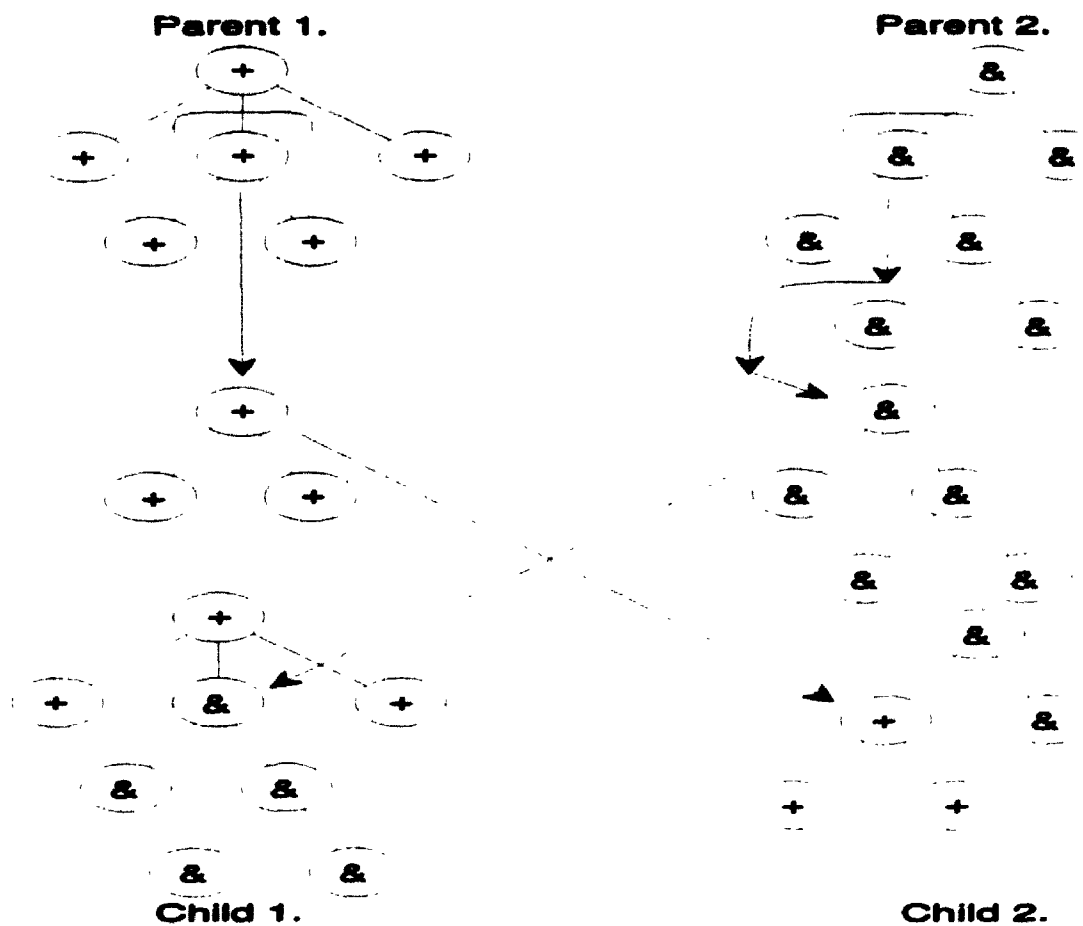 Parent 1. Parent 2.
+ &
+ + + & &
+ + & &
& &
+ &
+ + & &
& &
+ &
+ & + + &
& & + +
& &
Child 1. Child 2.